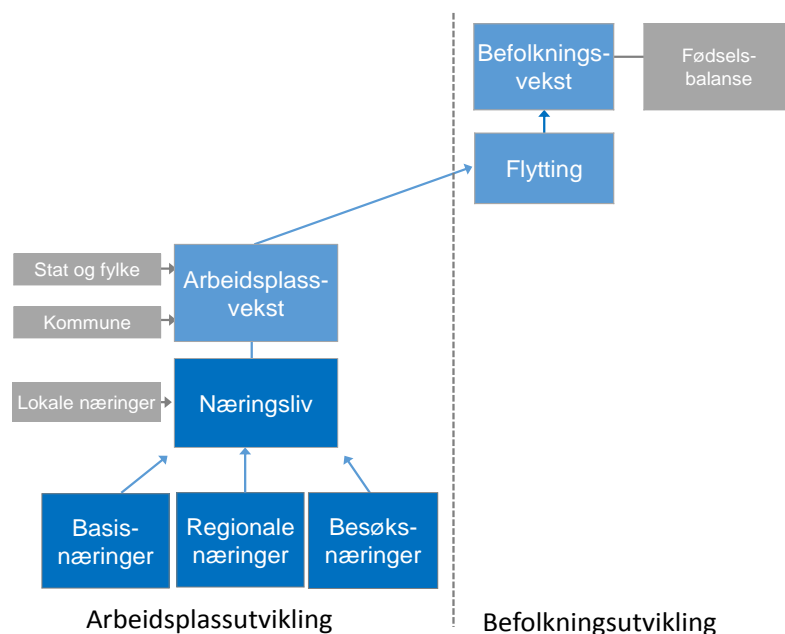 Befolknings-
vekst
Fødsels-
balanse
Flytting
Stat og fylke
Arbeidsplass-
vekst
Kommune
Lokale næringer
Næringsliv
Basis-
næringer
Regionale
næringer
Besøks-
næringer
Arbeidsplassutvikling
Befolkningsutvikling